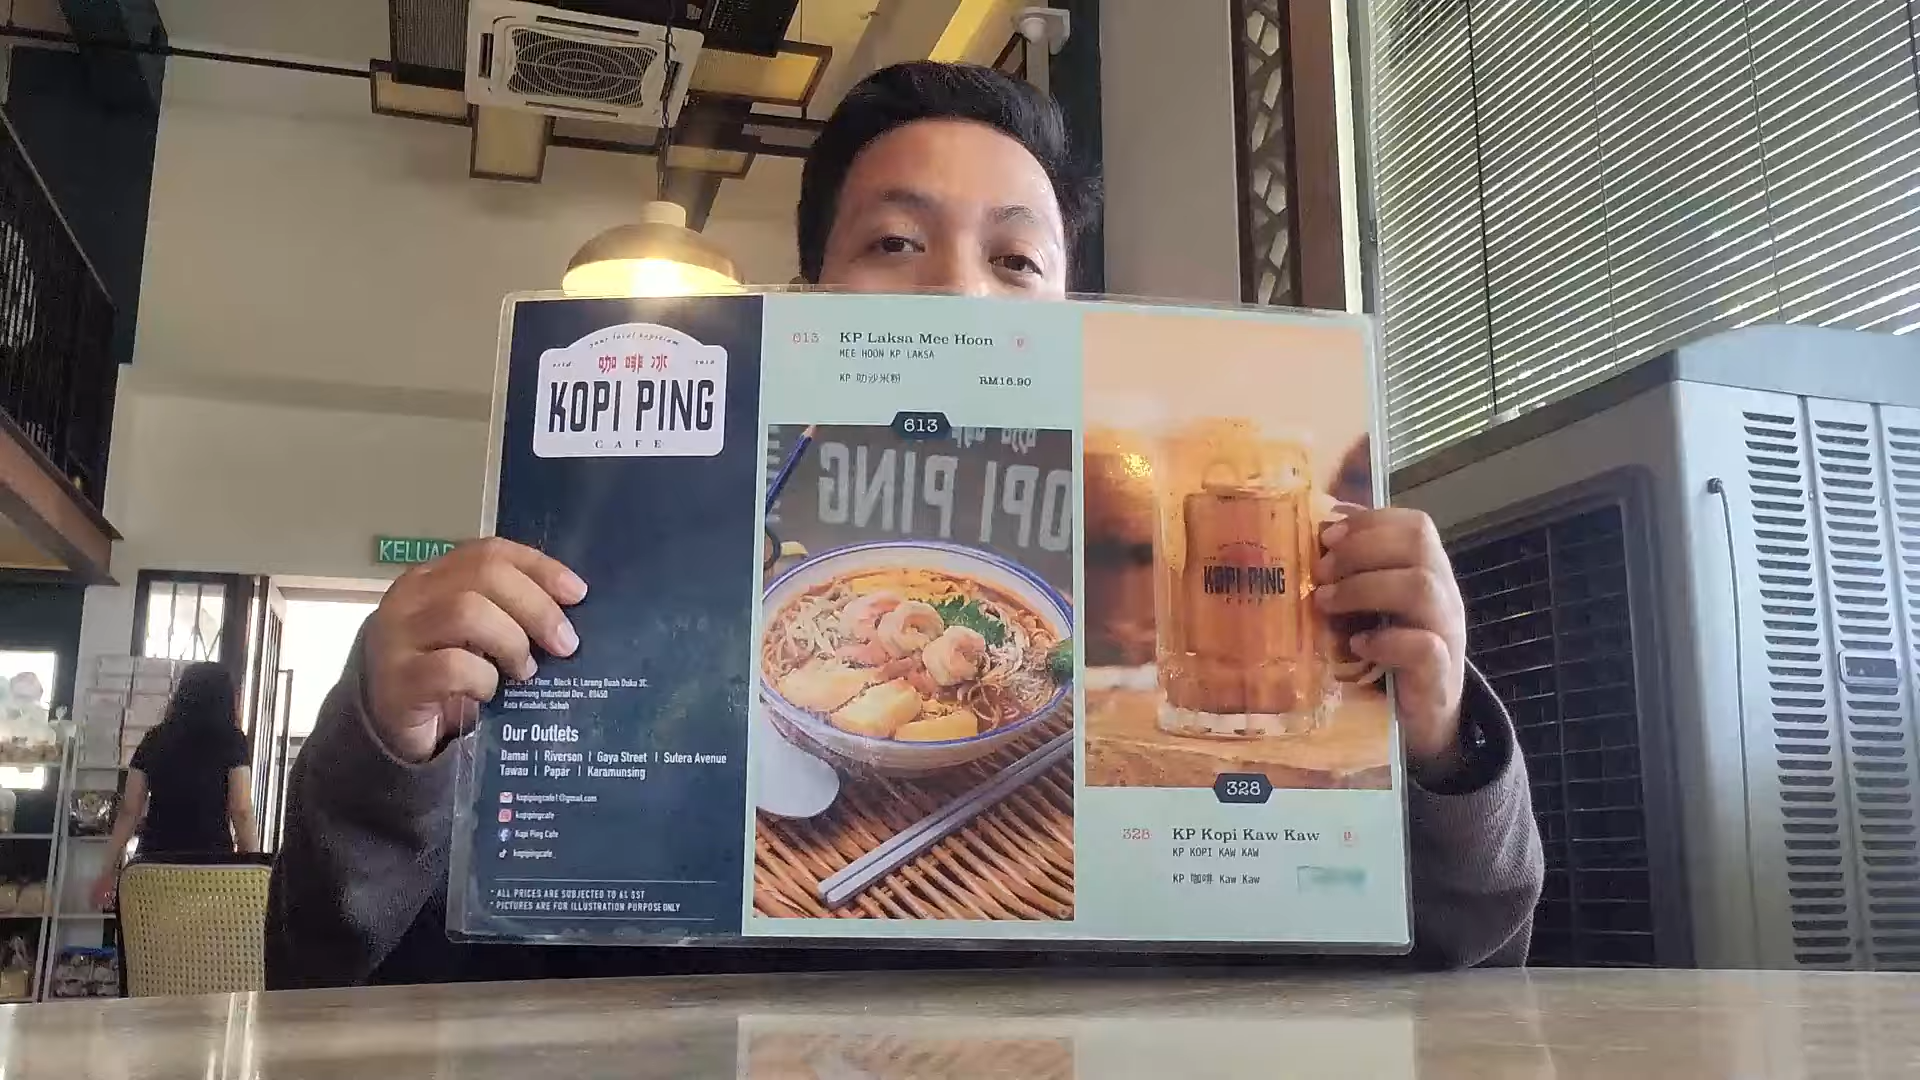 your local kopitiam
estd
咖啡冰
KOPI PING
CAFE
1st Floor, Block E, Lorong Buah Duku 3C,
Kolombong Industrial Dev., 88450
Kota Kinabalu, Sabah
Our Outlets
Damai | Riverson | Gaya Street | Sutera Avenue
Tawau | Papar | Karamunsing
kopipingcafe1@gmail.com
kopipingcafe
Kopi Ping Cafe
kopipingcafe_
* ALL PRICES ARE SUBJECTED TO 6% SST
* PICTURES ARE FOR ILLUSTRATION PURPOSE ONLY
613 KP Laksa Mee Hoon
MEE HOON KP LAKSA
KP 叻沙米粉 RM16.90
613
KOPI PING
KOPI PING
CAFE
328
328 KP Kopi Kaw Kaw
KP KOPI KAW KAW
KP 咖啡 Kaw Kaw
KELUAR